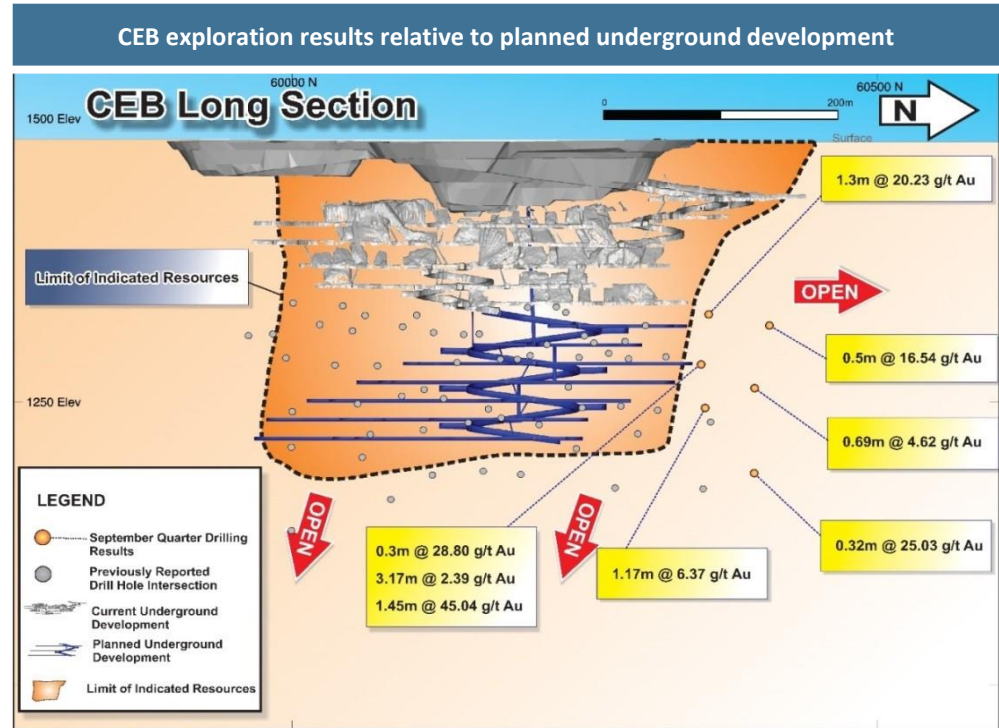 CEB exploration results relative to planned underground development
60000 N
60500 N
CEB Long Section
1500 Elev
200m
0
N
Surface
1.3m @ 20.23 g/t Au
Limit of Indicated Resources
OPEN
0.5m @ 16.54 g/t Au
1250 Elev
0.69m @ 4.62 g/t Au
LEGEND
September Quarter Drilling
Results
Previously Reported
Drill Hole Intersection
Current Underground
Development
Planned Underground
Development
Limit of Indicated Resources
OPEN
OPEN
0.3m @ 28.80 g/t Au
3.17m @ 2.39 g/t Au
1.45m @ 45.04 g/t Au
1.17m @ 6.37 g/t Au
0.32m @ 25.03 g/t Au